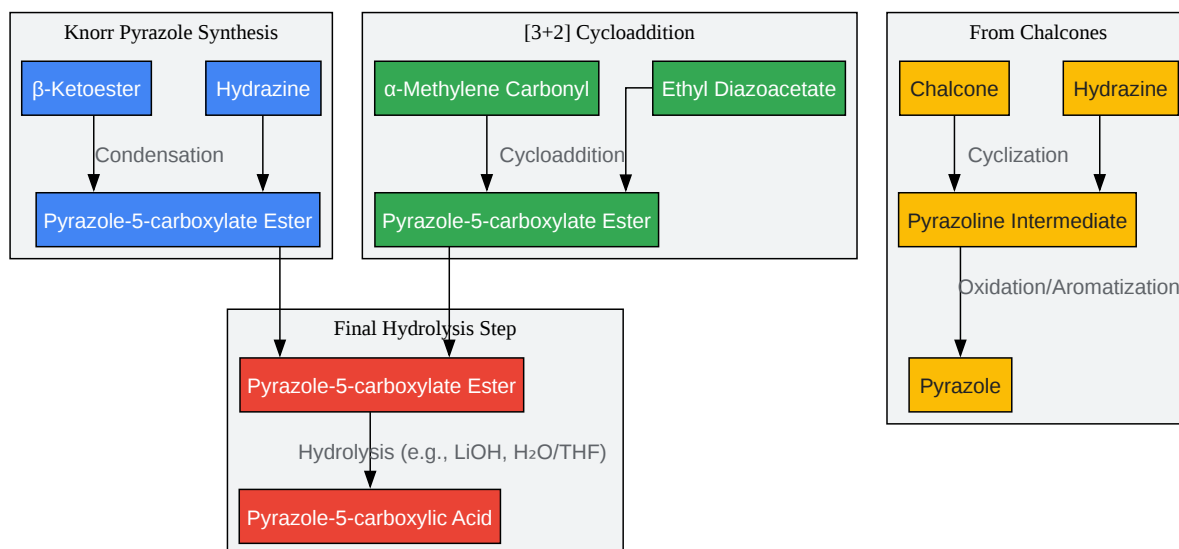 Knorr Pyrazole Synthesis
β-Ketoester
Hydrazine
Condensation
Pyrazole-5-carboxylate Ester
[3+2] Cycloaddition
α-Methylene Carbonyl
Ethyl Diazoacetate
Cycloaddition
Pyrazole-5-carboxylate Ester
From Chalcones
Chalcone
Hydrazine
Cyclization
Pyrazoline Intermediate
Oxidation/Aromatization
Pyrazole
Final Hydrolysis Step
Pyrazole-5-carboxylate Ester
Hydrolysis (e.g., LiOH, H₂O/THF)
Pyrazole-5-carboxylic Acid